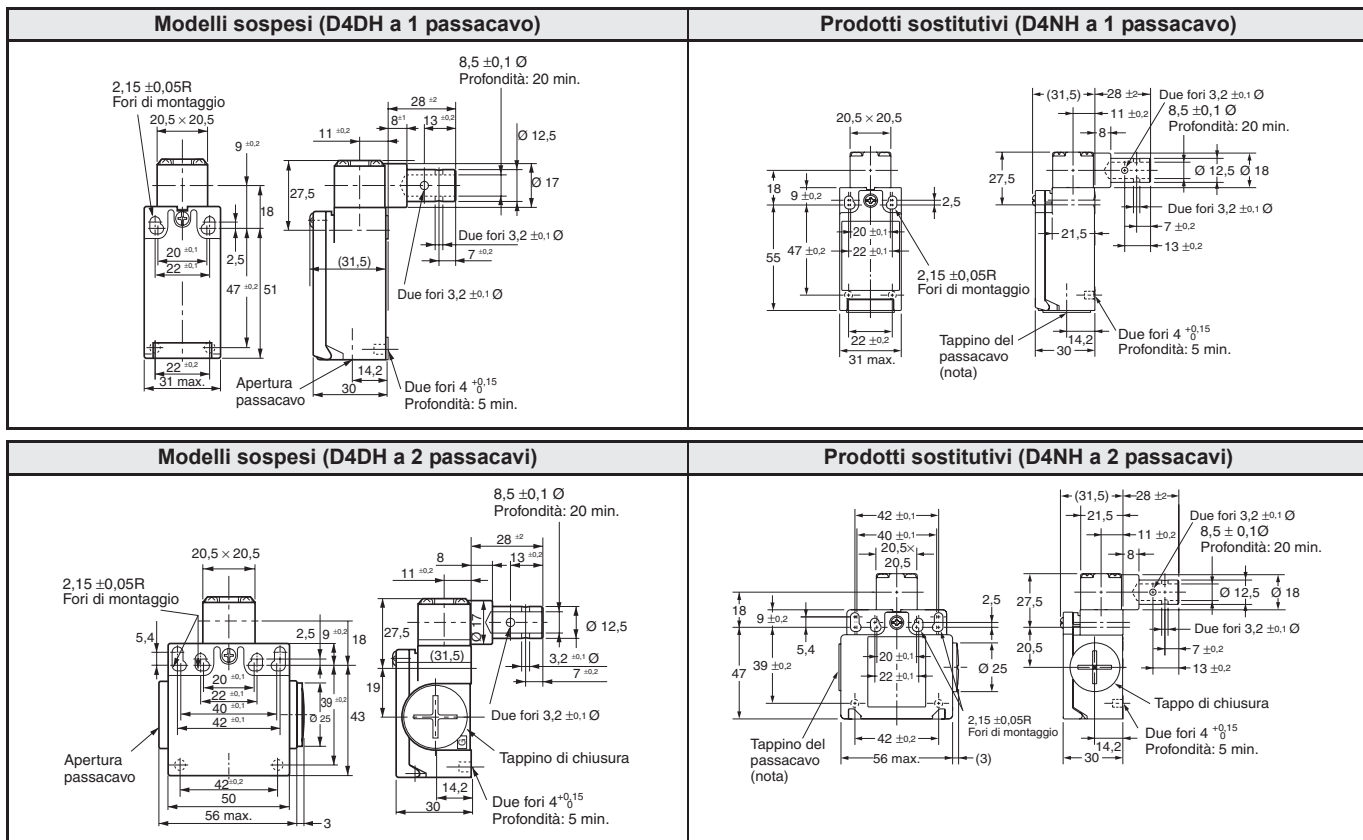 Modelli sospesi (D4DH a 1 passacavo)
2,15 ±0,05R
Fori di montaggio
20,5 × 20,5
9 ±0,2
18
20 ±0,1
22 ±0,1
2,5
47 ±0,2
51
22 ±0,2
31 max.
8,5 ±0,1 Ø
Profondità: 20 min.
28 ±2
8 ±1
13 ±0,2
11 ±0,2
Ø 12,5
27,5
Ø 17
Due fori 3,2 ±0,1 Ø
7 ±0,2
(31,5)
Due fori 3,2 ±0,1 Ø
Apertura
passacavo
14,2
30
Due fori 4 +0,15 0
Profondità: 5 min.
Prodotti sostitutivi (D4NH a 1 passacavo)
20,5 × 20,5
18
9 ±0,2
2,5
20 ±0,1
47 ±0,2
22 ±0,1
55
2,15 ±0,05R
Fori di montaggio
22 ±0,2
31 max.
(31,5)
28 ±2
Due fori 3,2 ±0,1 Ø
8,5 ±0,1 Ø
Profondità: 20 min.
11 ±0,2
8
27,5
Ø 12,5
Ø 18
Due fori 3,2 ±0,1 Ø
21,5
7 ±0,2
13 ±0,2
Tappino del
passacavo
(nota)
14,2
30
Due fori 4 +0,15 0
Profondità: 5 min.
Modelli sospesi (D4DH a 2 passacavi)
20,5 × 20,5
2,15 ±0,05R
Fori di montaggio
5,4
2,5
9 ±0,2
18
20 ±0,1
22 ±0,1
40 ±0,1
42 ±0,1
39 ±0,2
43
Ø 25
Apertura
passacavo
42 ±0,2
50
56 max.
3
8,5 ±0,1 Ø
Profondità: 20 min.
28 ±2
8
13 ±0,2
11 ±0,2
27,5
Ø 17
Ø 12,5
(31,5)
3,2 ±0,1 Ø
7 ±0,2
19
Due fori 3,2 ±0,1 Ø
Tappino di chiusura
G
14,2
30
Due fori 4 +0,15 0
Profondità: 5 min.
Prodotti sostitutivi (D4NH a 2 passacavi)
42 ±0,1
40 ±0,1
20,5×
20,5
18
9 ±0,2
5,4
2,5
20 ±0,1
22 ±0,1
39 ±0,2
47
Ø 25
2,15 ±0,05R
Fori di montaggio
Tappino del
passacavo
(nota)
42 ±0,2
56 max.
(3)
(31,5)
28 ±2
21,5
Due fori 3,2 ±0,1 Ø
8,5 ± 0,1Ø
Profondità: 20 min.
11 ±0,2
8
27,5
Ø 12,5
Ø 18
Due fori 3,2 ±0,1 Ø
20,5
7 ±0,2
13 ±0,2
Tappo di chiusura
14,2
30
Due fori 4 +0,15 0
Profondità: 5 min.